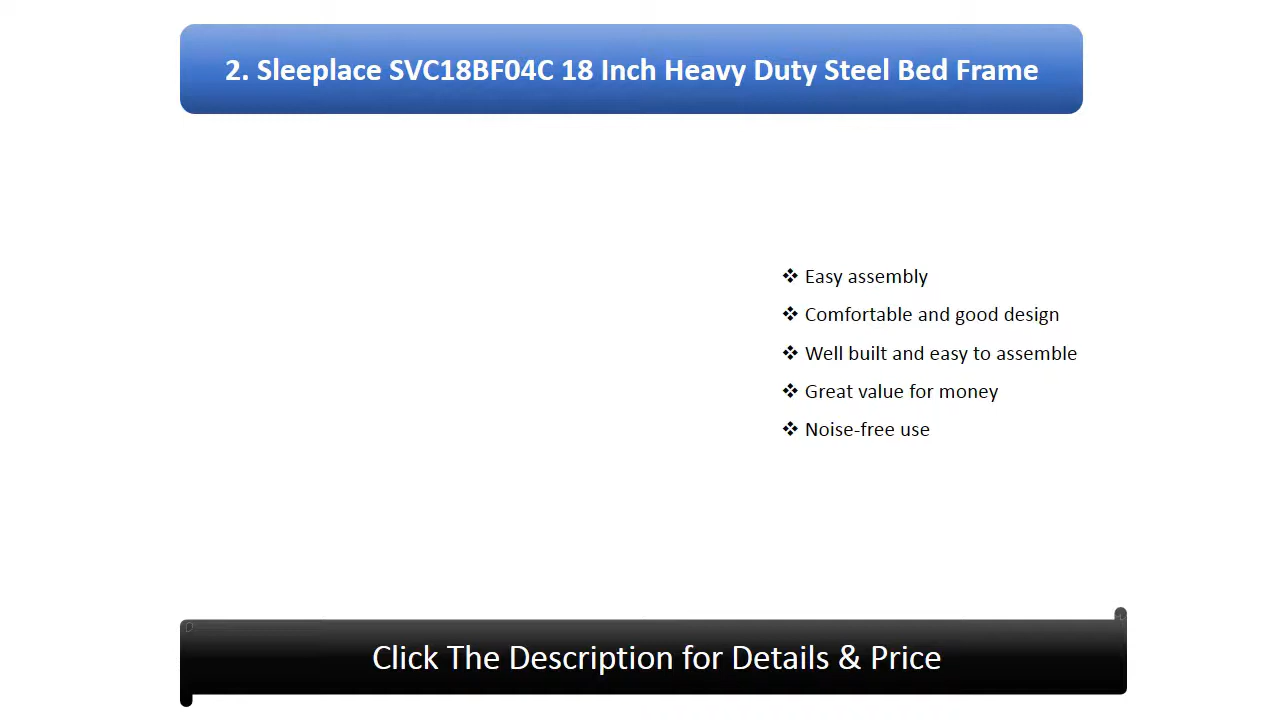 2. Sleeplace SVC18BF04C 18 Inch Heavy Duty Steel Bed Frame
❖ Easy assembly
❖ Comfortable and good design
❖ Well built and easy to assemble
❖ Great value for money
❖ Noise-free use
Click The Description for Details & Price